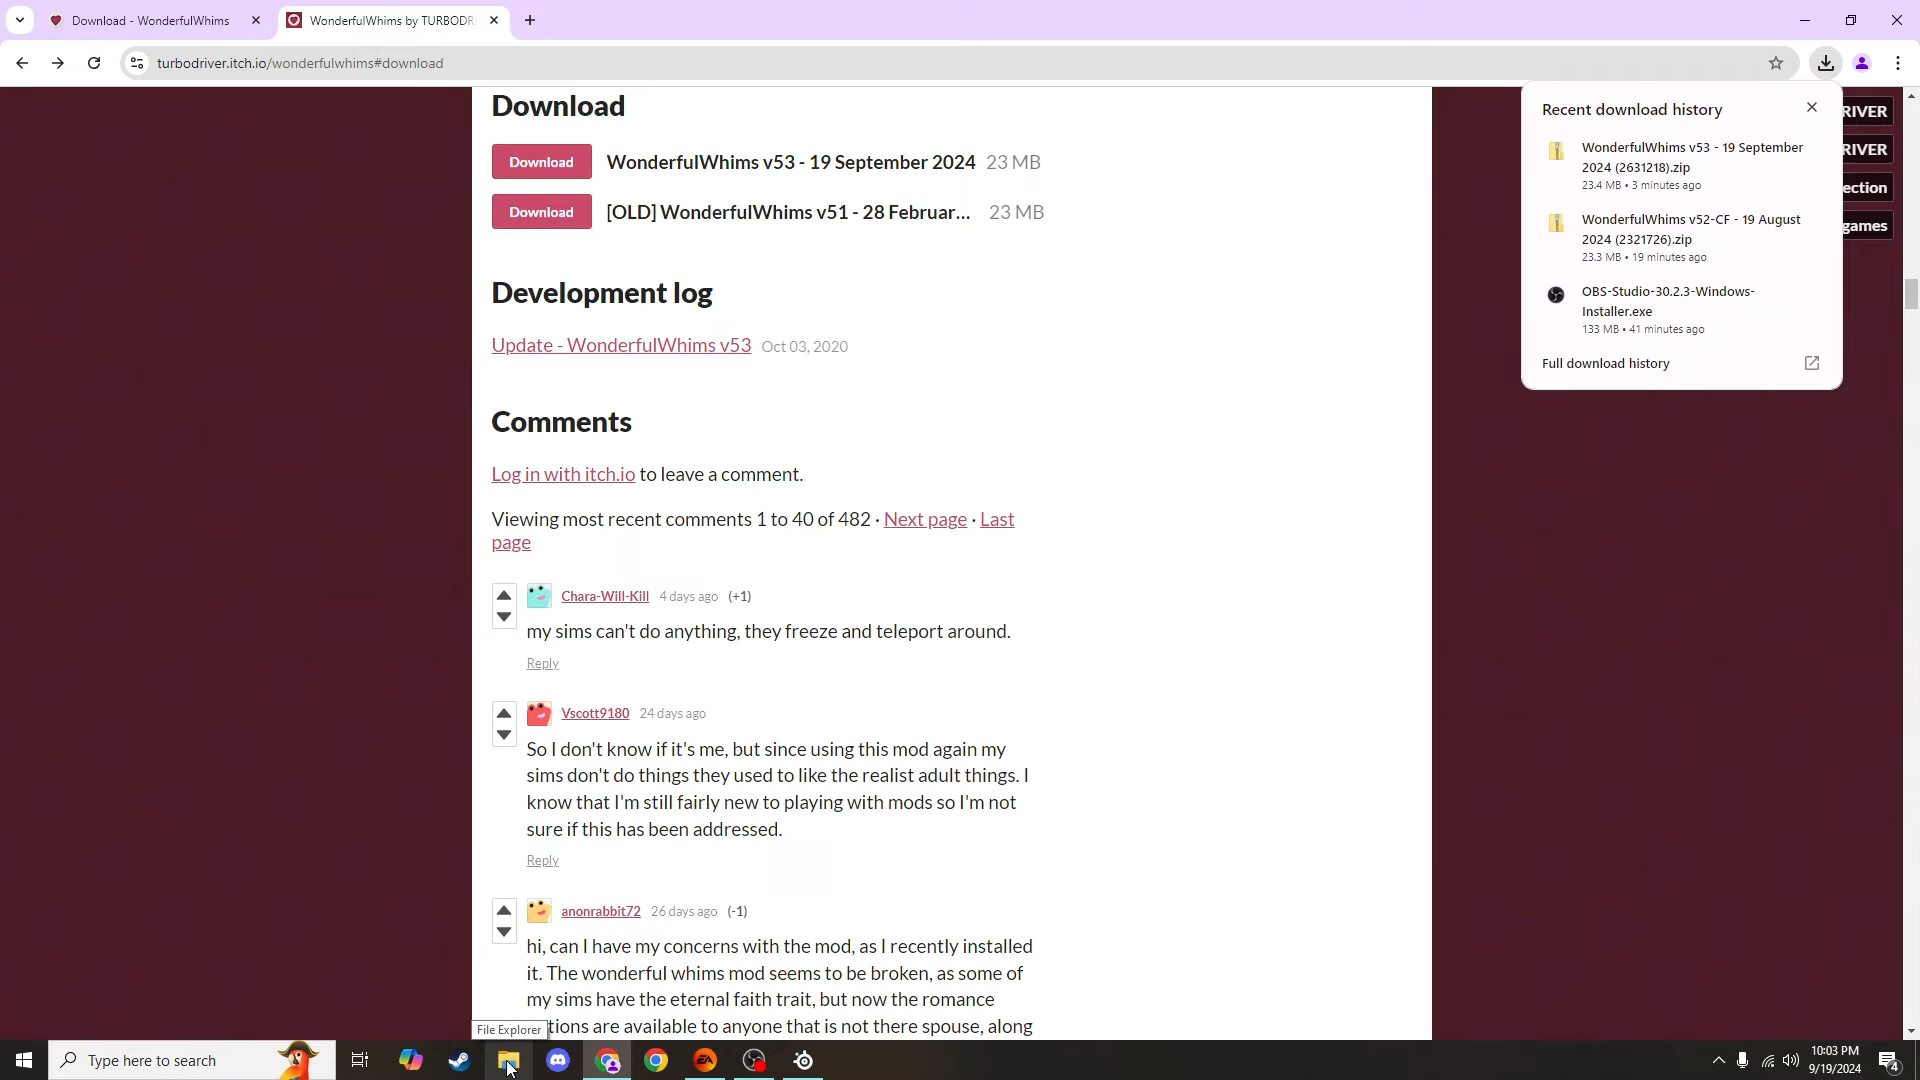 Download - WonderfulWhims
WonderfulWhims by TURBODR
turbodriver.itch.io/wonderfulwhims#download
Download
Download WonderfulWhims v53 - 19 September 2024 23 MB
Download [OLD] WonderfulWhims v51 - 28 Februar... 23 MB
Development log
Update - WonderfulWhims v53 Oct 03, 2020
Comments
Log in with itch.io to leave a comment.
Viewing most recent comments 1 to 40 of 482 · Next page · Last
page
Chara-Will-Kill 4 days ago (+1)
my sims can't do anything, they freeze and teleport around.
Reply
Vscott9180 24 days ago
So I don't know if it's me, but since using this mod again my
sims don't do things they used to like the realist adult things. I
know that I'm still fairly new to playing with mods so I'm not
sure if this has been addressed.
Reply
anonrabbit72 26 days ago (-1)
hi, can I have my concerns with the mod, as I recently installed
it. The wonderful whims mod seems to be broken, as some of
my sims have the eternal faith trait, but now the romance
tions are available to anyone that is not there spouse, along
File Explorer
Recent download history
WonderfulWhims v53 - 19 September
2024 (2631218).zip
23.4 MB • 3 minutes ago
WonderfulWhims v52-CF - 19 August
2024 (2321726).zip
23.3 MB • 19 minutes ago
OBS-Studio-30.2.3-Windows-
Installer.exe
133 MB • 41 minutes ago
Full download history
RIVER
RIVER
ection
games
Type here to search
EA
10:03 PM
9/19/2024
4